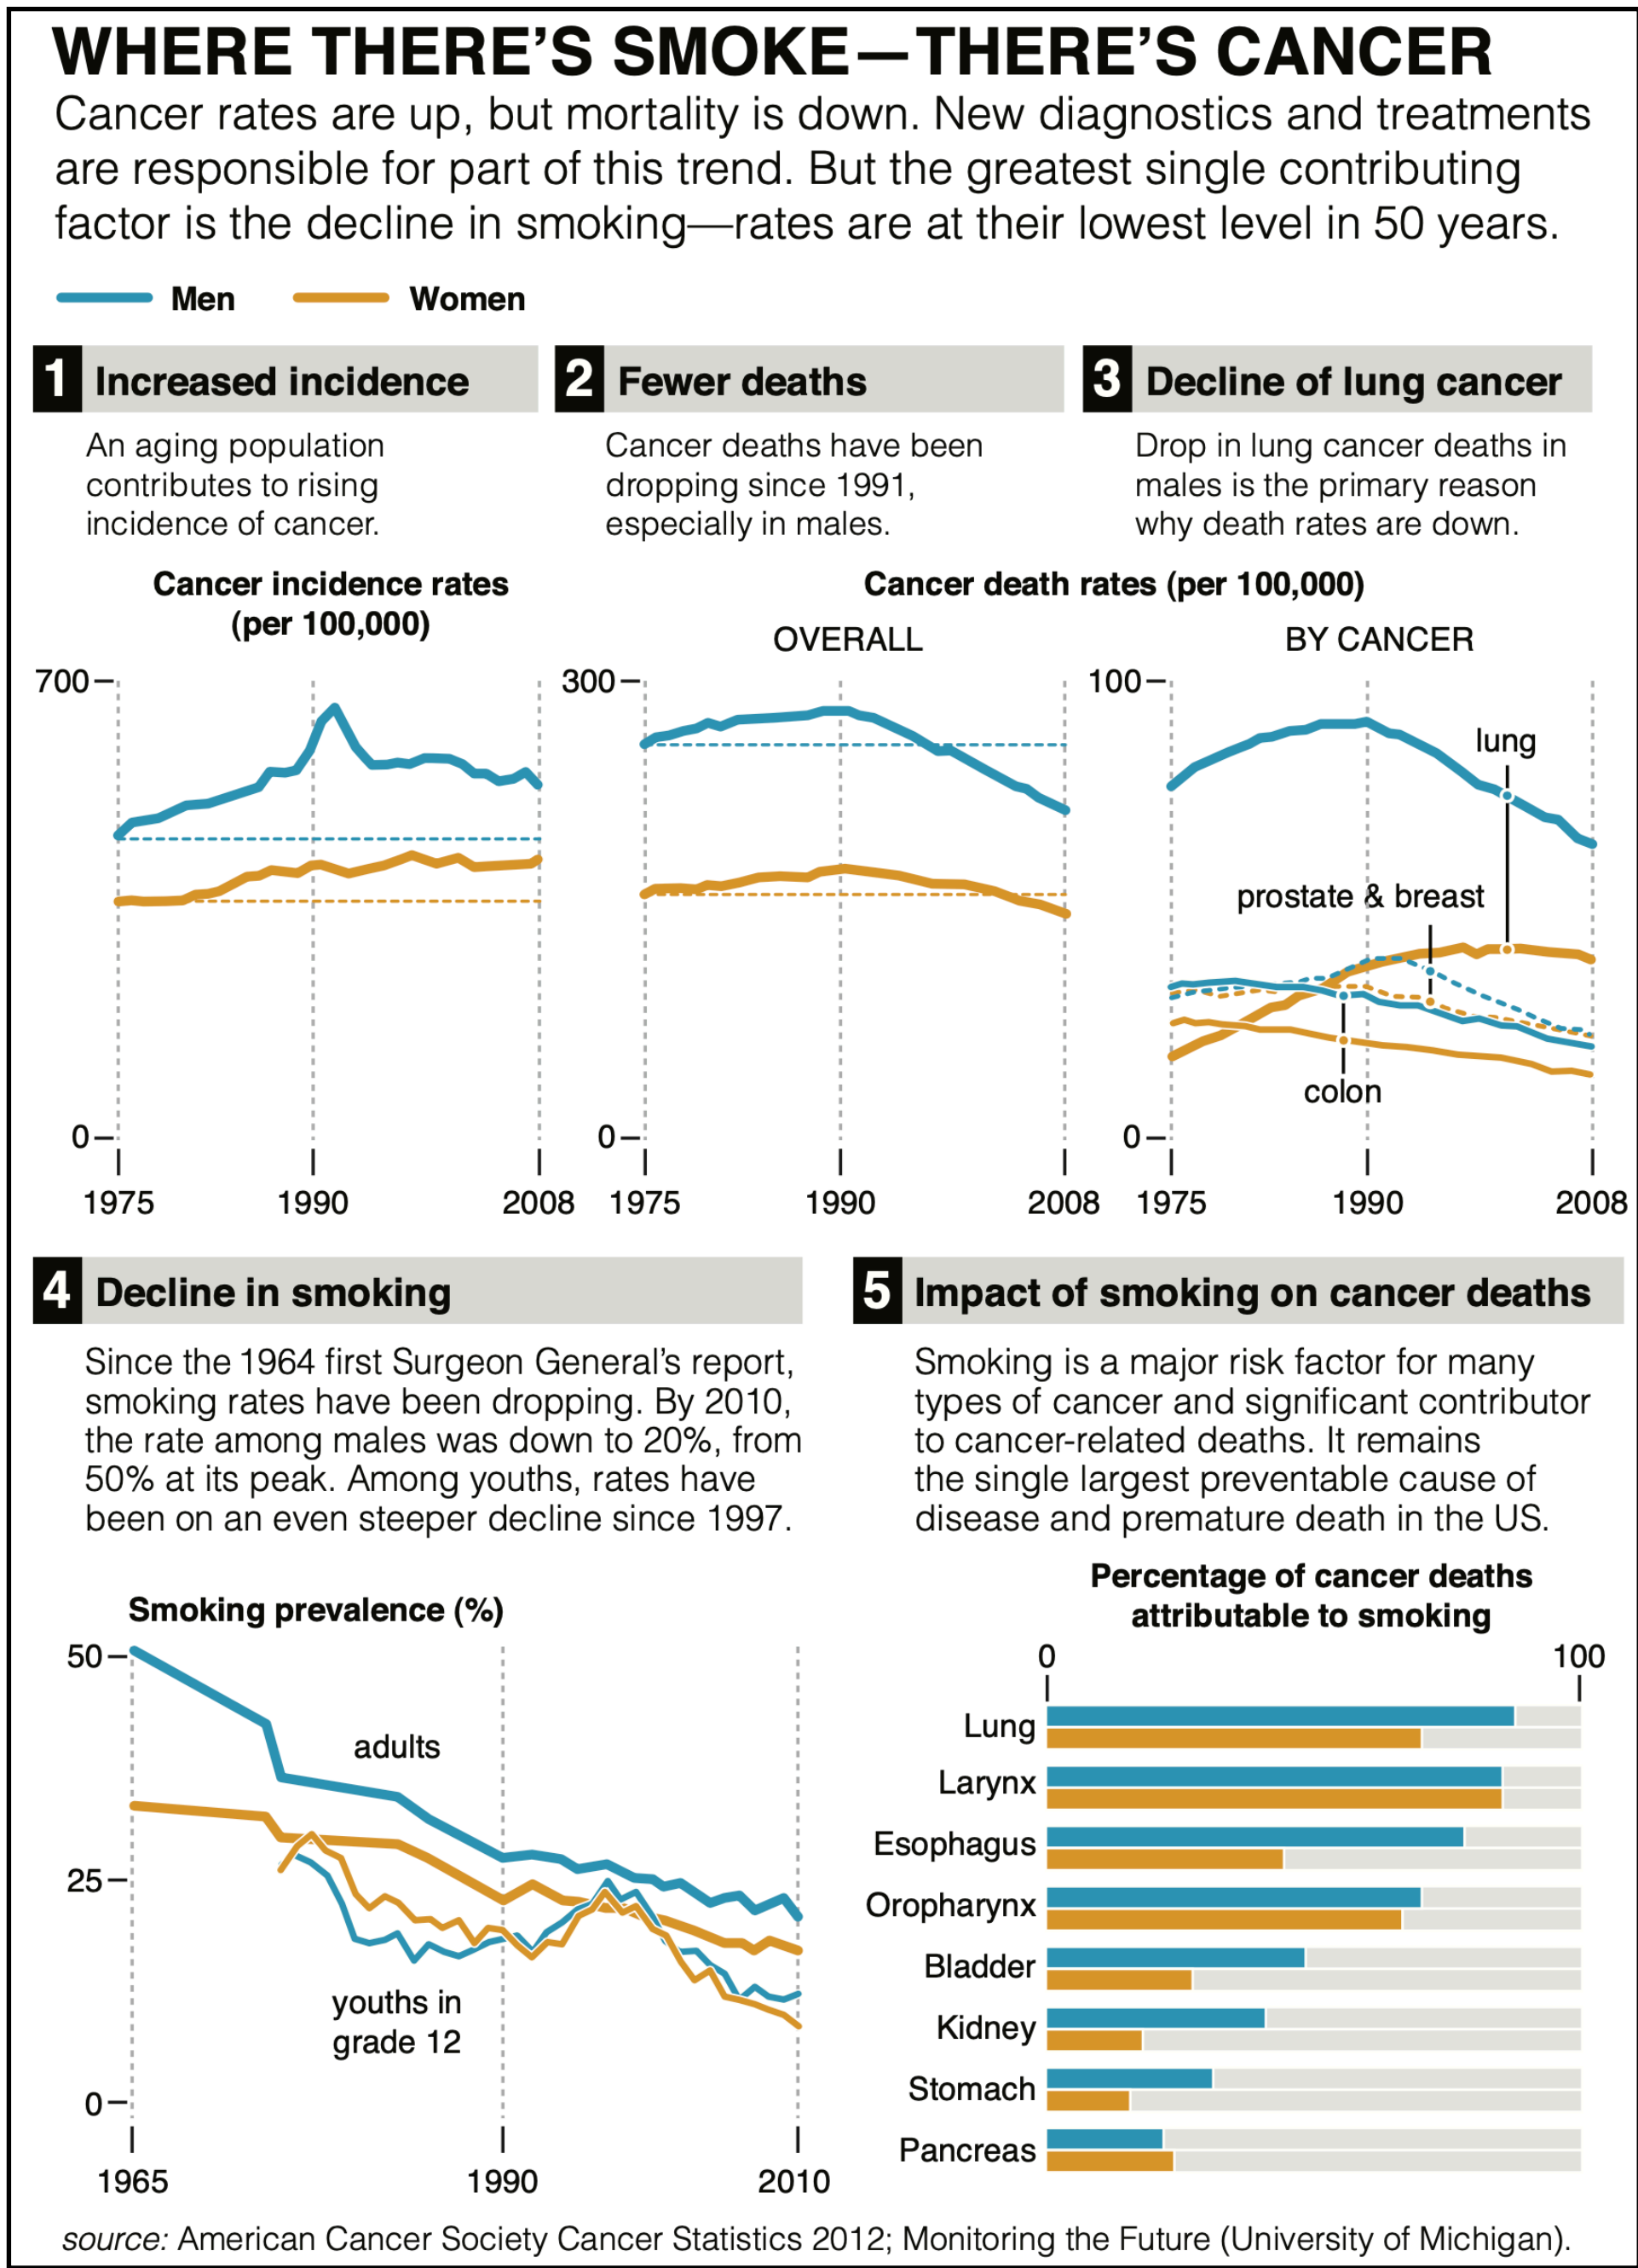 WHERE THERE'S SMOKE—THERE'S CANCER
Cancer rates are up, but mortality is down. New diagnostics and treatments
are responsible for part of this trend. But the greatest single contributing
factor is the decline in smoking—rates are at their lowest level in 50 years.
Men
Women
1 Increased incidence
An aging population
contributes to rising
incidence of cancer.
2 Fewer deaths
Cancer deaths have been
dropping since 1991,
especially in males.
3 Decline of lung cancer
Drop in lung cancer deaths in
males is the primary reason
why death rates are down.
Cancer incidence rates
(per 100,000)
700
0
1975 1990 2008
Cancer death rates (per 100,000)
OVERALL
300
0
1975 1990 2008
BY CANCER
100
lung
prostate & breast
colon
0
1975 1990 2008
4 Decline in smoking
Since the 1964 first Surgeon General's report,
smoking rates have been dropping. By 2010,
the rate among males was down to 20%, from
50% at its peak. Among youths, rates have
been on an even steeper decline since 1997.
Smoking prevalence (%)
50
adults
25
youths in
grade 12
0
1965 1990 2010
5 Impact of smoking on cancer deaths
Smoking is a major risk factor for many
types of cancer and significant contributor
to cancer-related deaths. It remains
the single largest preventable cause of
disease and premature death in the US.
Percentage of cancer deaths
attributable to smoking
0 100
Lung
Larynx
Esophagus
Oropharynx
Bladder
Kidney
Stomach
Pancreas
source: American Cancer Society Cancer Statistics 2012; Monitoring the Future (University of Michigan).